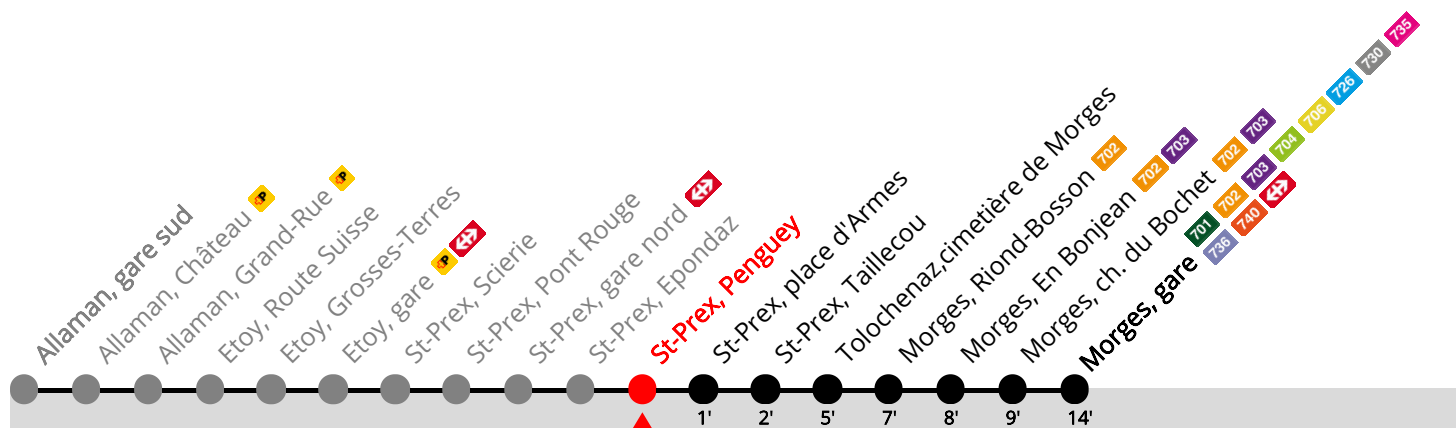 Allaman, gare sud
Allaman, Château P
Allaman, Grand-Rue P
Etoy, Route Suisse
Etoy, Grosses-Terres
Etoy, gare P
St-Prex, Scierie
St-Prex, Pont Rouge
St-Prex, gare nord
St-Prex, Epondaz
St-Prex, Penguey
St-Prex, place d'Armes
St-Prex, Taillecou
Tolochenaz,cimetière de Morges
Morges, Riond-Bosson 702
Morges, En Bonjean 702 703
Morges, ch. du Bochet 702 703
Morges, gare
701 702 703 704 706 726 730 735
736 740
1' 2' 5' 7' 8' 9' 14'